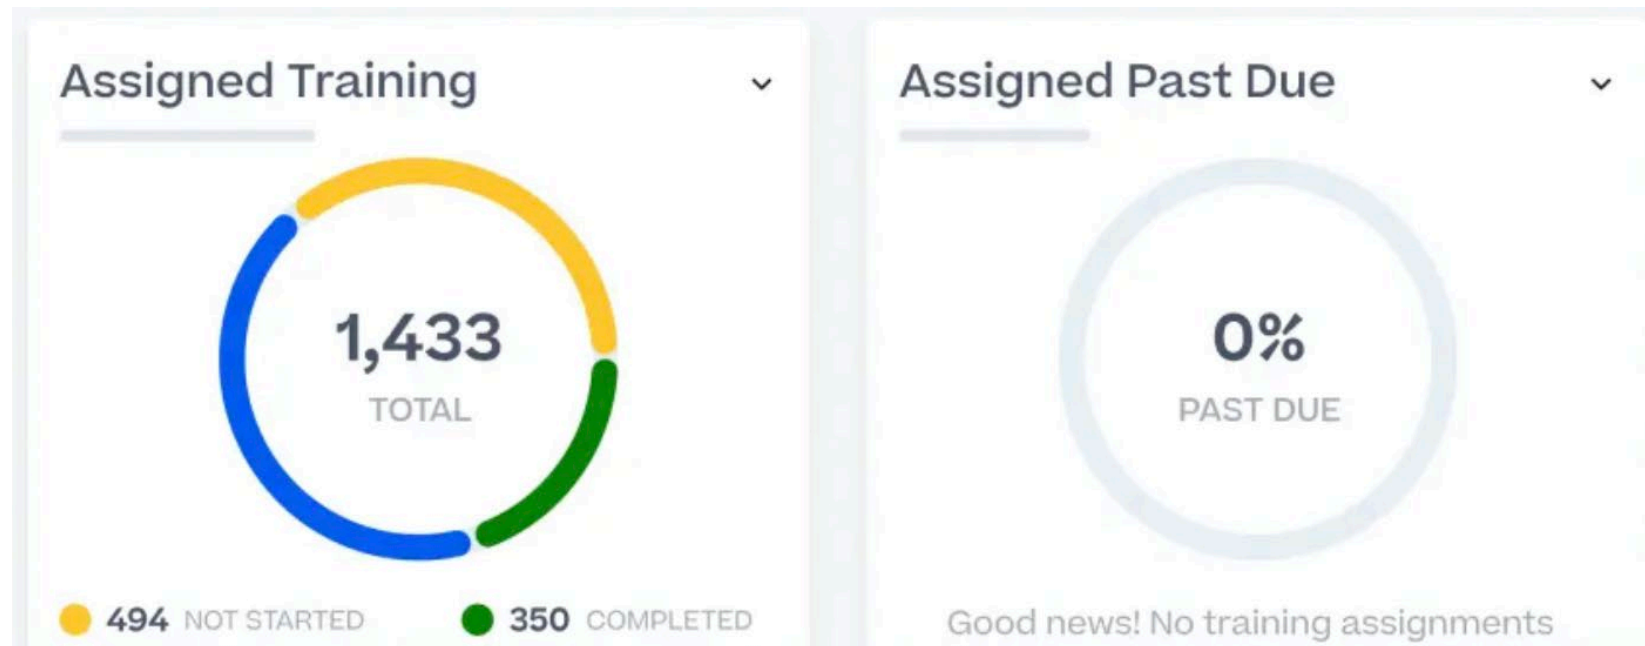 Assigned Training
1,433
TOTAL
494 NOT STARTED
350 COMPLETED
Assigned Past Due
0%
PAST DUE
Good news! No training assignments